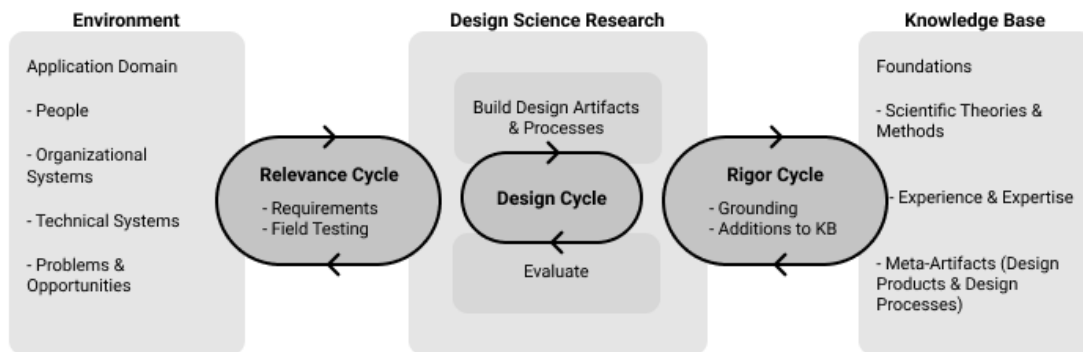 Environment
Application Domain
- People
- Organizational
Systems
- Technical Systems
- Problems &
Opportunities
Relevance Cycle
- Requirements
- Field Testing
Design Science Research
Build Design Artifacts
& Processes
Design Cycle
Evaluate
Rigor Cycle
- Grounding
- Additions to KB
Knowledge Base
Foundations
- Scientific Theories &
Methods
- Experience & Expertise
- Meta-Artifacts (Design
Products & Design
Processes)